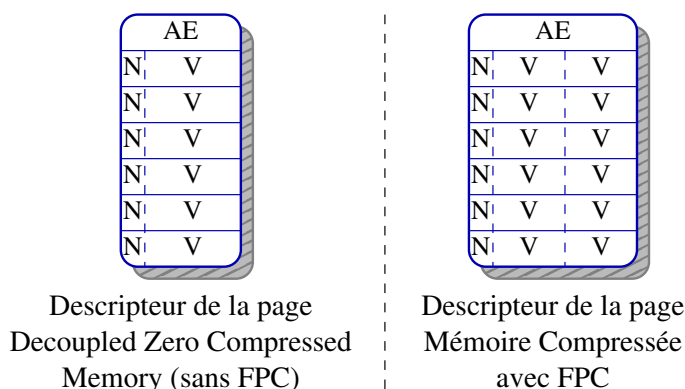 AE
N V
N V
N V
N V
N V
N V
Descripteur de la page
Decoupled Zero Compressed
Memory (sans FPC)
AE
N V V
N V V
N V V
N V V
N V V
N V V
Descripteur de la page
Mémoire Compressée
avec FPC